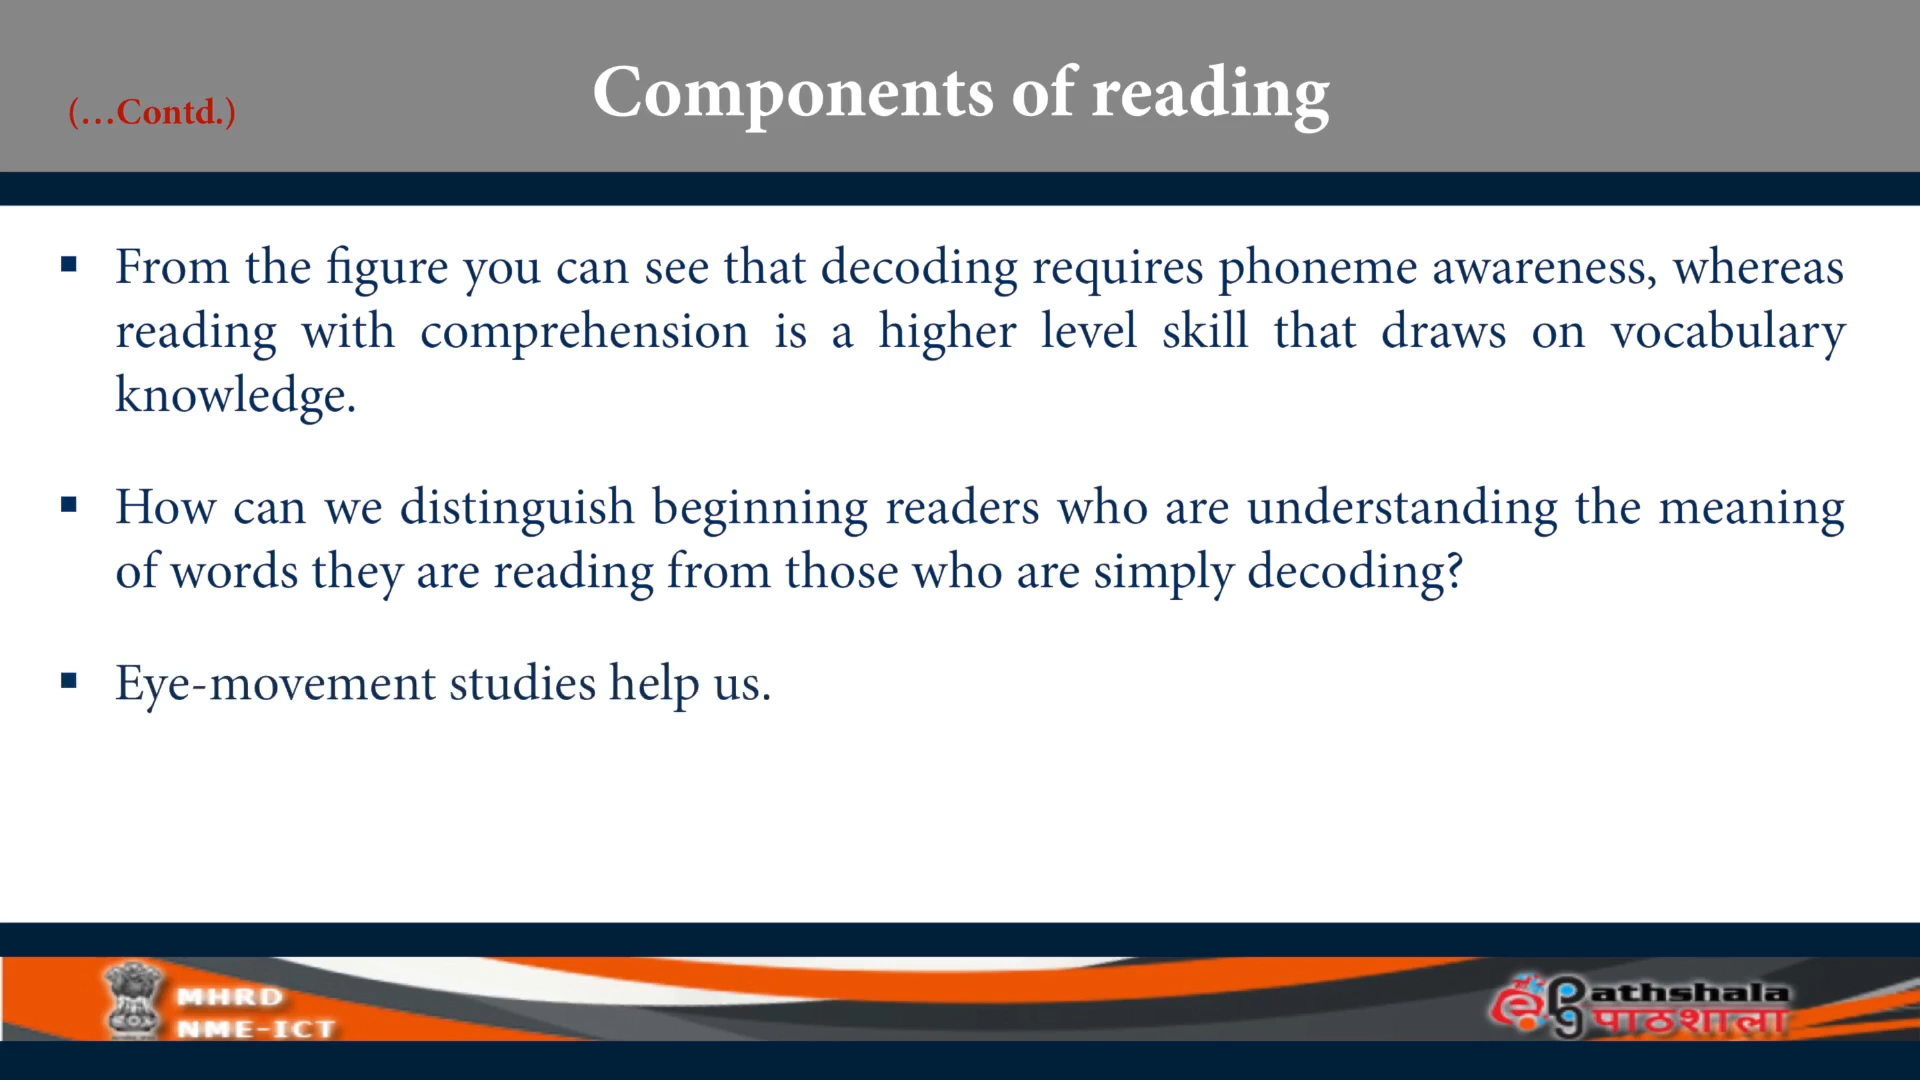 (...Contd.)
Components of reading
▪ From the figure you can see that decoding requires phoneme awareness, whereas
reading with comprehension is a higher level skill that draws on vocabulary
knowledge.
▪ How can we distinguish beginning readers who are understanding the meaning
of words they are reading from those who are simply decoding?
▪ Eye-movement studies help us.
MHRD
NME-ICT
e Pathshala
पाठशाला